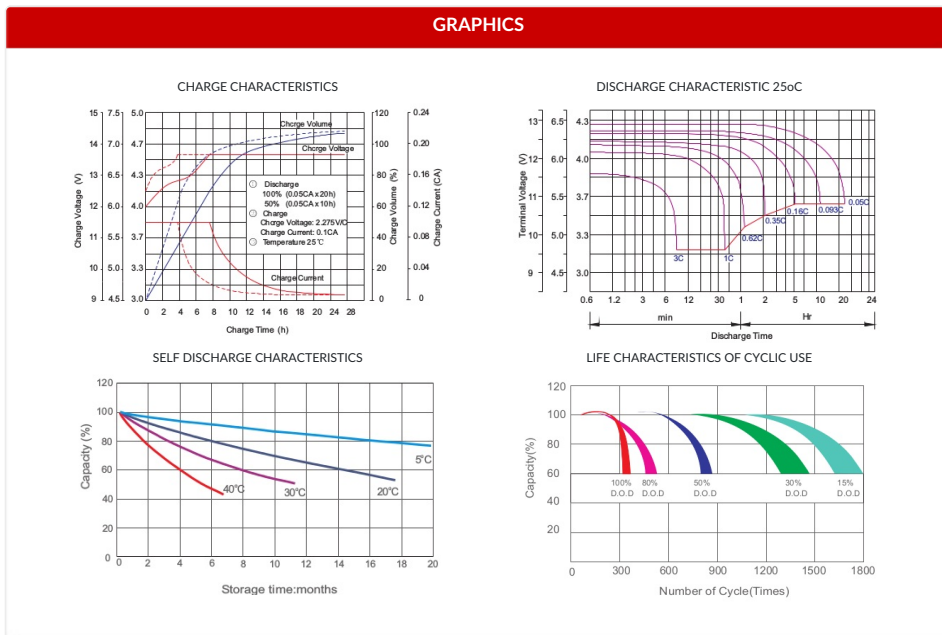 GRAPHICS
CHARGE CHARACTERISTICS
15 7.5 5.0 120 0.24
14 7.0 4.7 100 0.20
13 6.5 4.3 80 0.16
12 6.0 4.0 60 0.12
11 5.5 3.7 40 0.08
10 5.0 3.3 20 0.04
9 4.5 3.0 0 0
Charge Voltage (V)
Chcrge Volume
Chcrge Voltage
① Discharge
100% (0.05CA x 20h)
50% (0.05CA x 10h)
② Charge
Chcrge Voltage: 2.275V/C
Charge Current: 0.1CA
③ Temperature 25℃
Charge Current
Charge Volume (%)
Charge Current (CA)
0 2 4 6 8 10 12 14 16 18 20 24 28
Charge Time (h)
DISCHARGE CHARACTERISTIC 25oC
13 6.5 4.3
12 6.0 4.0
11 5.5 3.7
10 5.0 3.3
9 4.5 3.0
Terminal Voltage (V)
3C
1C
0.62C
0.35C
0.16C
0.093C
0.05C
0.6 1.2 3 6 12 30 1 2 5 10 20 24
min
Hr
Discharge Time
SELF DISCHARGE CHARACTERISTICS
120
100
80
60
40
20
0
Capacity (%)
5°C
40°C
30°C
20°C
0 2 4 6 8 10 12 14 16 18 20
Storage time:months
LIFE CHARACTERISTICS OF CYCLIC USE
120
100
80
60
40
20
Capacity(%)
100% 80% 50% 30% 15%
D.O.D D.O.D D.O.D D.O.D D.O.D
0 300 600 900 1200 1500 1800
Number of Cycle(Times)